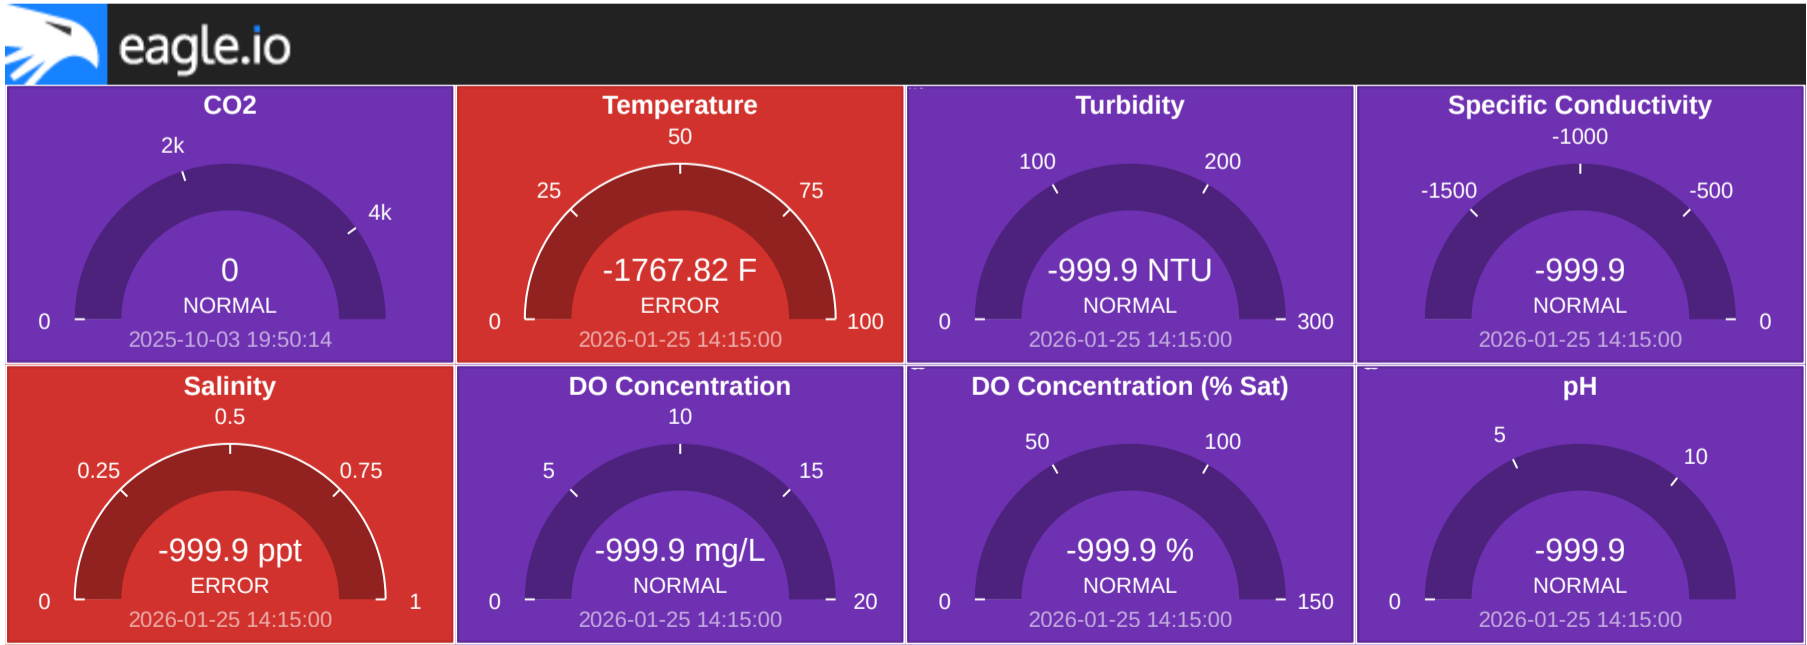 eagle.io
CO2
2k
4k
0
NORMAL
0
2025-10-03 19:50:14
Temperature
50
25
75
-1767.82 F
ERROR
0
100
2026-01-25 14:15:00
Turbidity
100
200
-999.9 NTU
NORMAL
0
300
2026-01-25 14:15:00
Specific Conductivity
-1000
-1500
-500
-999.9
NORMAL
0
2026-01-25 14:15:00
Salinity
0.5
0.25
0.75
-999.9 ppt
ERROR
0
1
2026-01-25 14:15:00
DO Concentration
10
5
15
-999.9 mg/L
NORMAL
0
20
2026-01-25 14:15:00
DO Concentration (% Sat)
50
100
-999.9 %
NORMAL
0
150
2026-01-25 14:15:00
pH
5
10
-999.9
NORMAL
0
2026-01-25 14:15:00